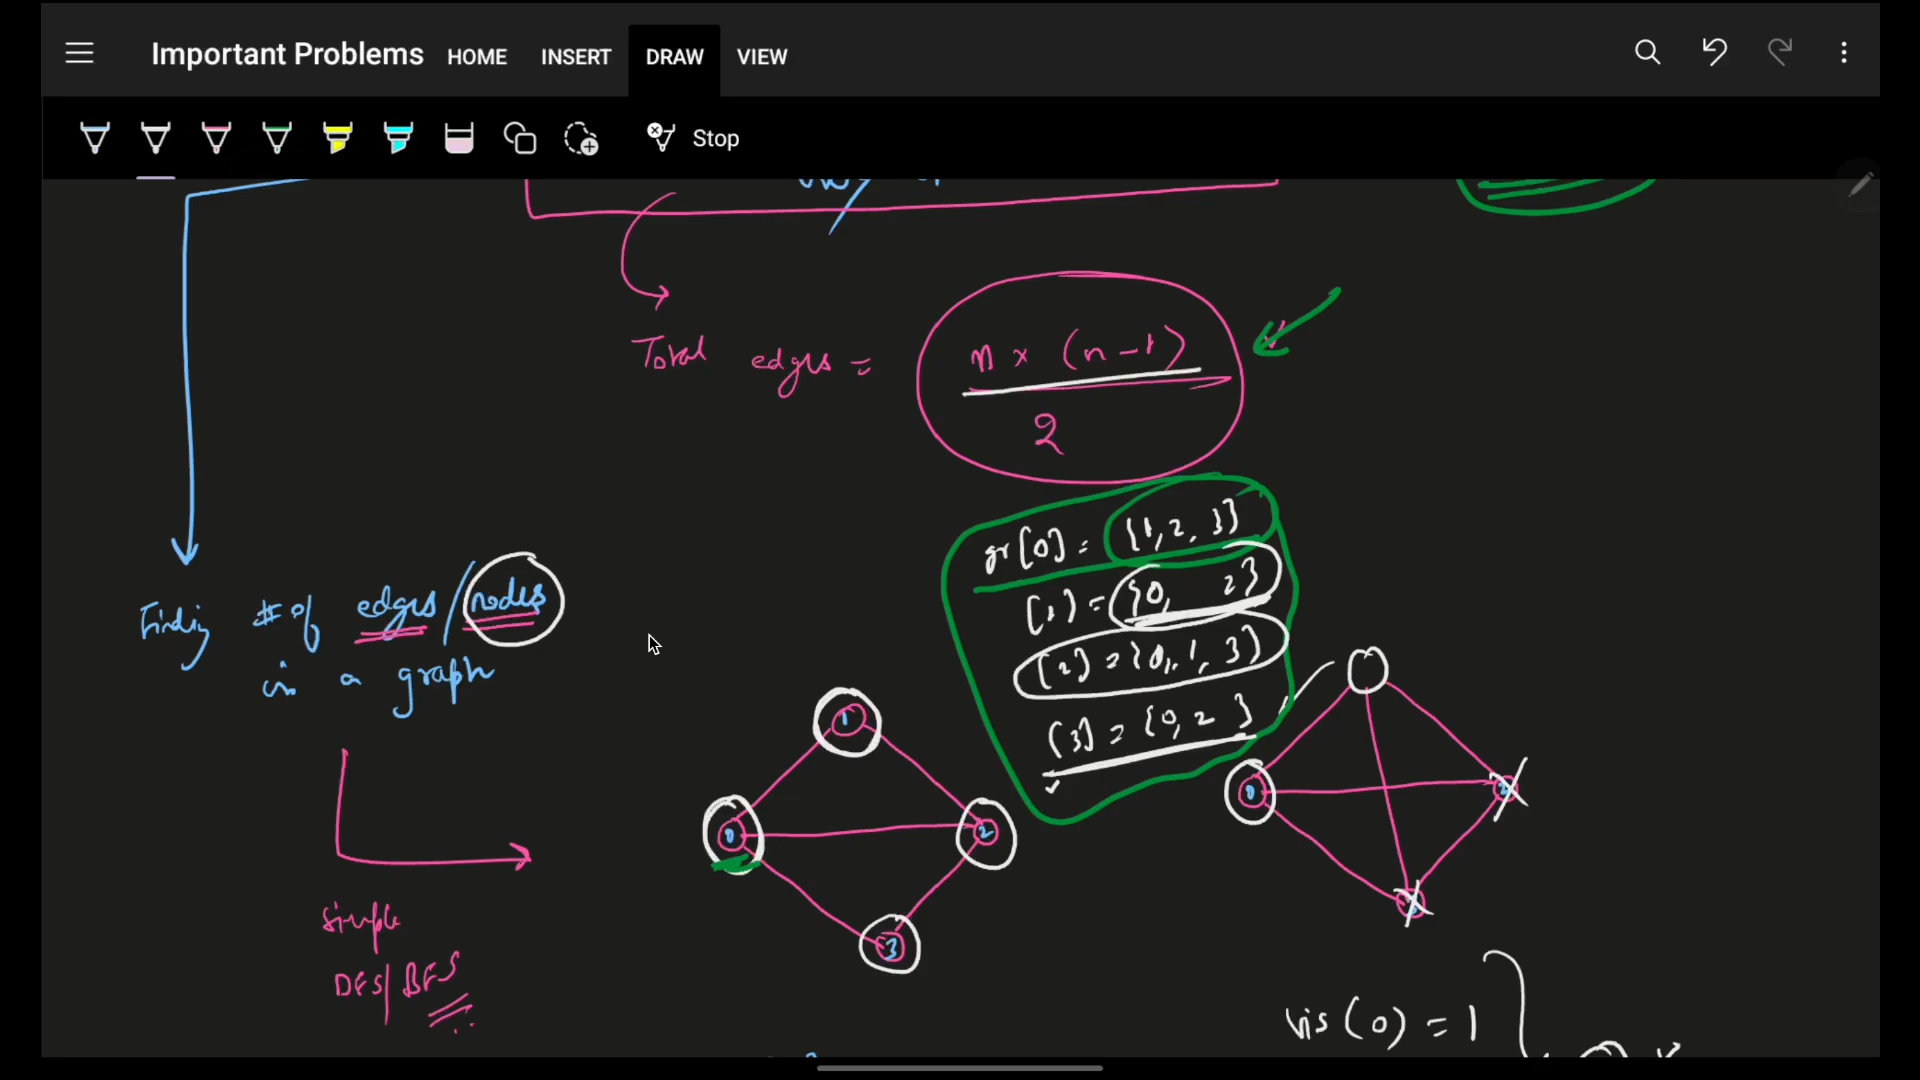 Important Problems HOME INSERT DRAW VIEW
Stop
Total edges = n × (n-1)
2
gr[0] = {1, 2, 3}
[1] = {0, 2}
[2] = {0, 1, 3}
[3] = {0, 2 }
Finding # of edges/nodes
in a graph
1
0
2
3
0
2
simple
DFS/BFS
vis(0) = 1